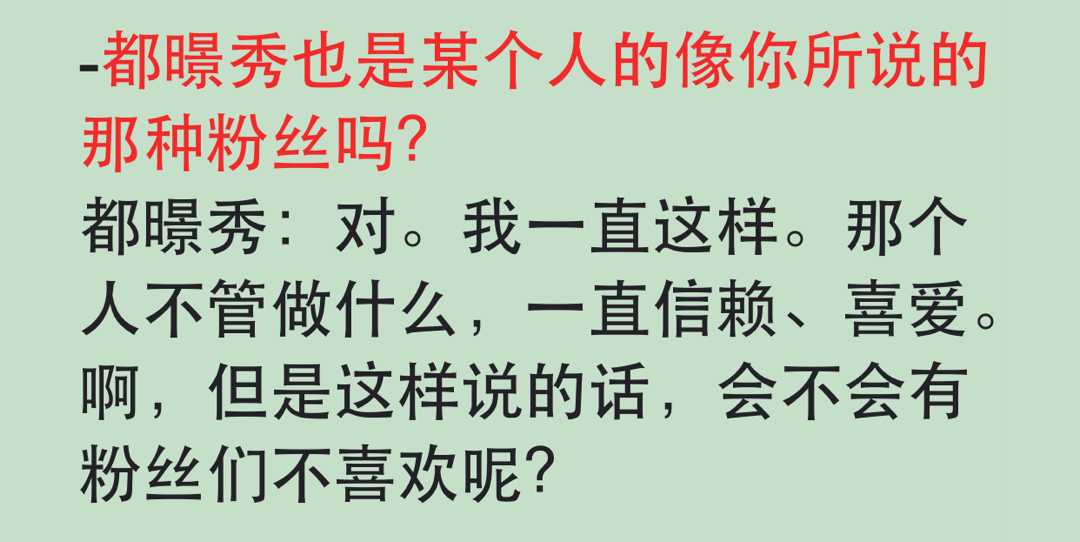 -都暻秀也是某个人的像你所说的
那种粉丝吗?
都暻秀：对。我一直这样。那个
人不管做什么，一直信赖、喜爱。
啊，但是这样说的话，会不会有
粉丝们不喜欢呢?